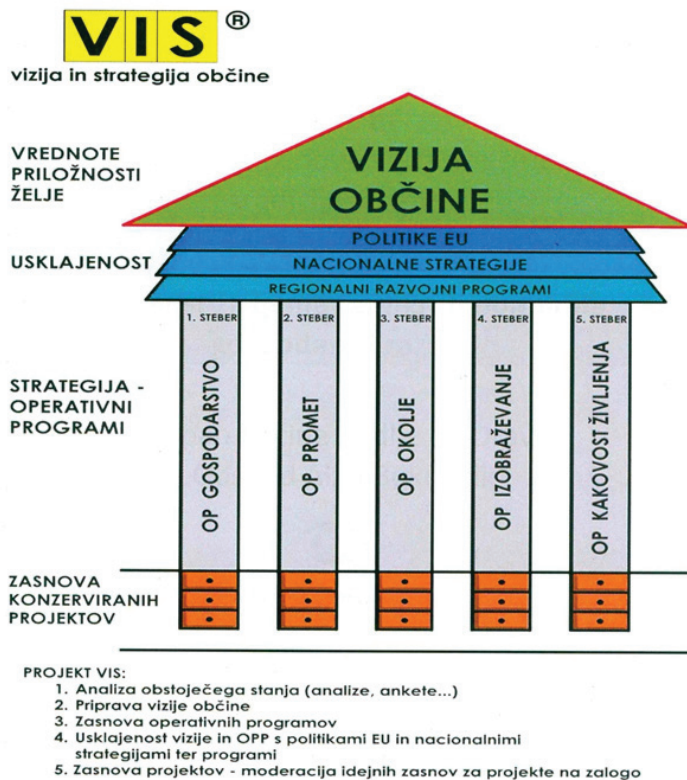 VIS ®
vizija in strategija občine
VREDNOTE
PRILOŽNOSTI
ŽELJE
VIZIJA
OBČINE
USKLAJENOST
POLITIKE EU
NACIONALNE STRATEGIJE
REGIONALNI RAZVOJNI PROGRAMI
1. STEBER
2. STEBER
3. STEBER
4. STEBER
5. STEBER
STRATEGIJA -
OPERATIVNI
PROGRAMI
OP GOSPODARSTVO
OP PROMET
OP OKOLJE
OP IZOBRAŽEVANJE
OP KAKOVOST ŽIVLJENJA
ZASNOVA
KONZERVIRANIH
PROJEKTOV
PROJEKT VIS:
1. Analiza obstoječega stanja (analize, ankete...)
2. Priprava vizije občine
3. Zasnova operativnih programov
4. Usklajenost vizije in OPP s politikami EU in nacionalnimi
strategijami ter programi
5. Zasnova projektov - moderacija idejnih zasnov za projekte na zalogo